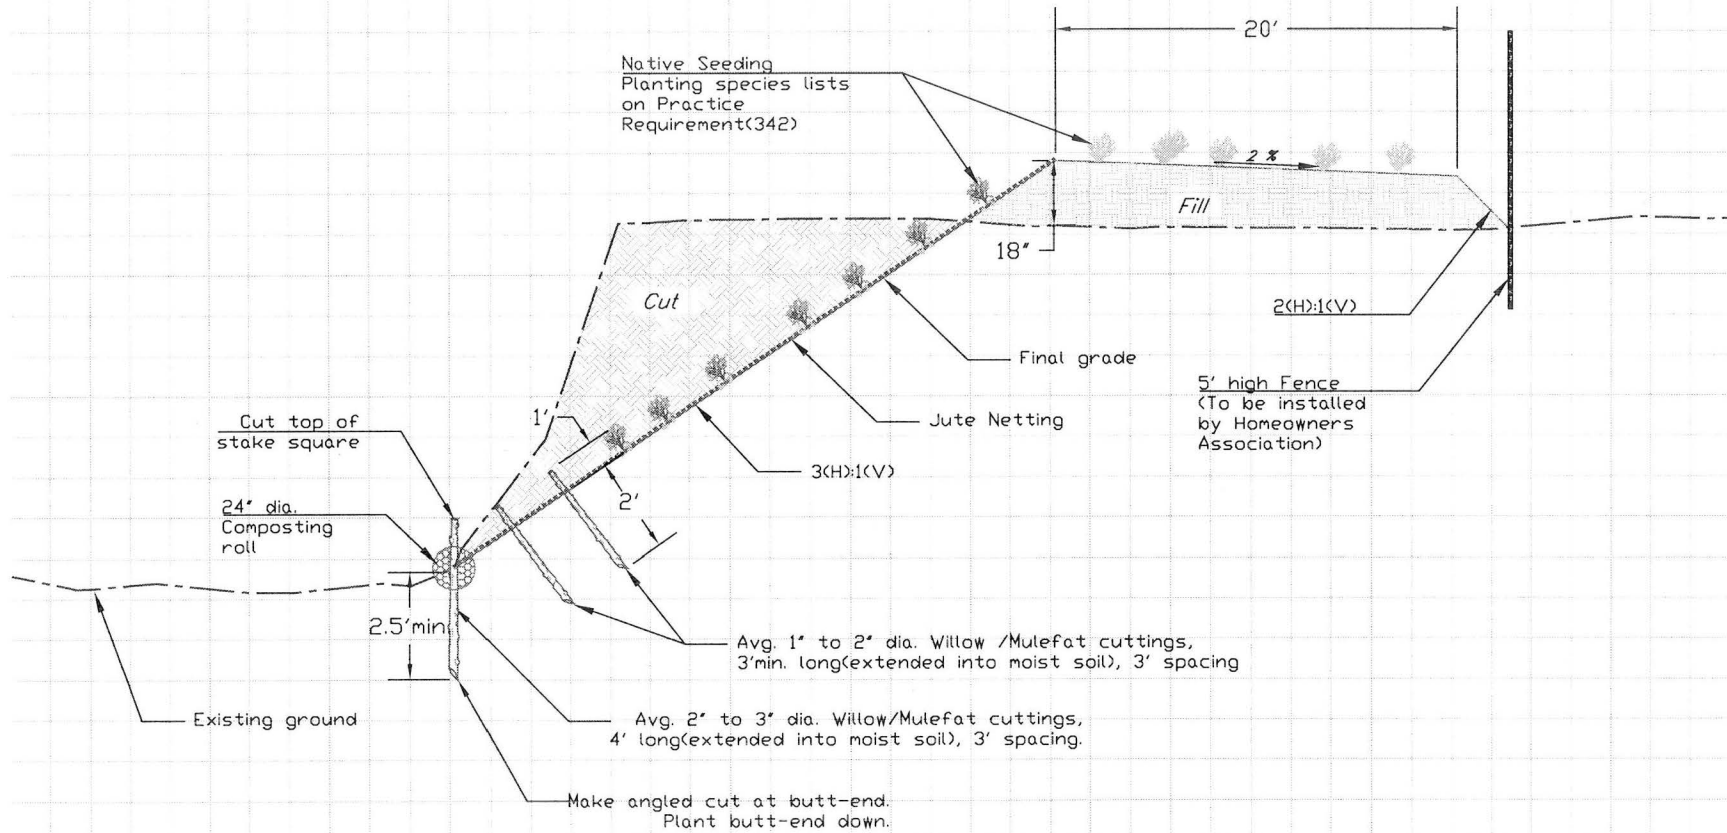 20'
Native Seeding
Planting species lists
on Practice
Requirement(342)
2 %
Fill
18"
Cut
2(H):1(V)
Final grade
5' high Fence
(To be installed
by Homeowners
Association)
Cut top of
stake square
1'
Jute Netting
3(H):1(V)
2'
24" dia.
Composting
roll
2.5'min
Avg. 1" to 2" dia. Willow /Mulefat cuttings,
3'min. long(extended into moist soil), 3' spacing
Existing ground
Avg. 2" to 3" dia. Willow/Mulefat cuttings,
4' long(extended into moist soil), 3' spacing.
Make angled cut at butt-end.
Plant butt-end down.